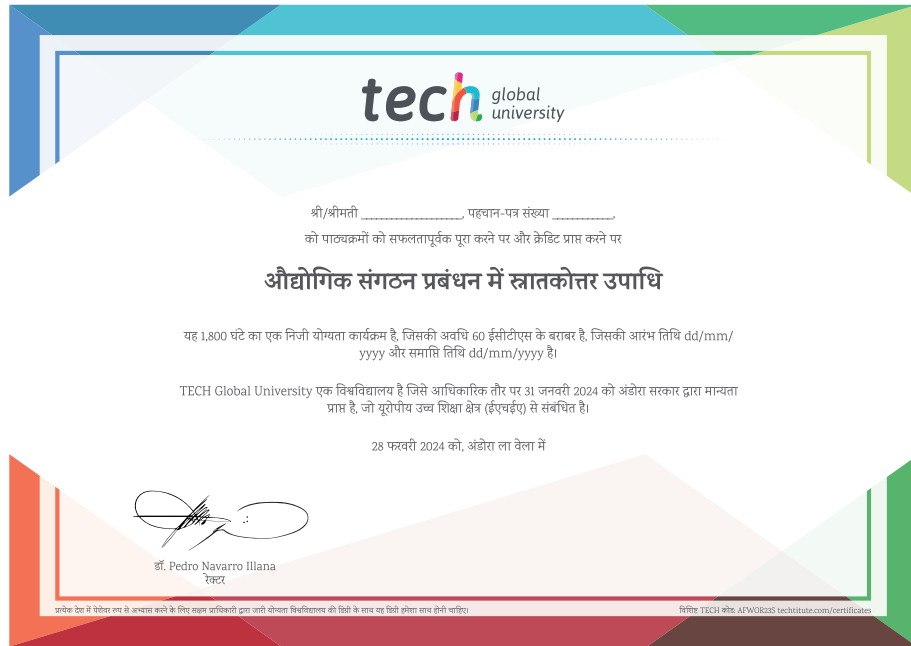 tech global
university
श्री/श्रीमती ____________________, पहचान-पत्र संख्या ____________,
को पाठ्यक्रमों को सफलतापूर्वक पूरा करने पर और क्रेडिट प्राप्त करने पर
औद्योगिक संगठन प्रबंधन में स्नातकोत्तर उपाधि
यह 1,800 घंटे का एक निजी योग्यता कार्यक्रम है, जिसकी अवधि 60 ईसीटीएस के बराबर है, जिसकी आरंभ तिथि dd/mm/
yyyy और समाप्ति तिथि dd/mm/yyyy है।
TECH Global University एक विश्वविद्यालय है जिसे आधिकारिक तौर पर 31 जनवरी 2024 को अंडोरा सरकार द्वारा मान्यता
प्राप्त है, जो यूरोपीय उच्च शिक्षा क्षेत्र (ईएचईए) से संबंधित है।
28 फरवरी 2024 को, अंडोरा ला वेला में
डॉ. Pedro Navarro Illana
रेक्टर
प्रत्येक देश में पेशेवर रूप से अभ्यास करने के लिए सक्षम प्राधिकारी द्वारा जारी योग्यता विश्वविद्यालय की डिग्री के साथ यह डिग्री हमेशा साथ होनी चाहिए।
विशिष्ट TECH कोड: AFWOR23S techtitute.com/certificates